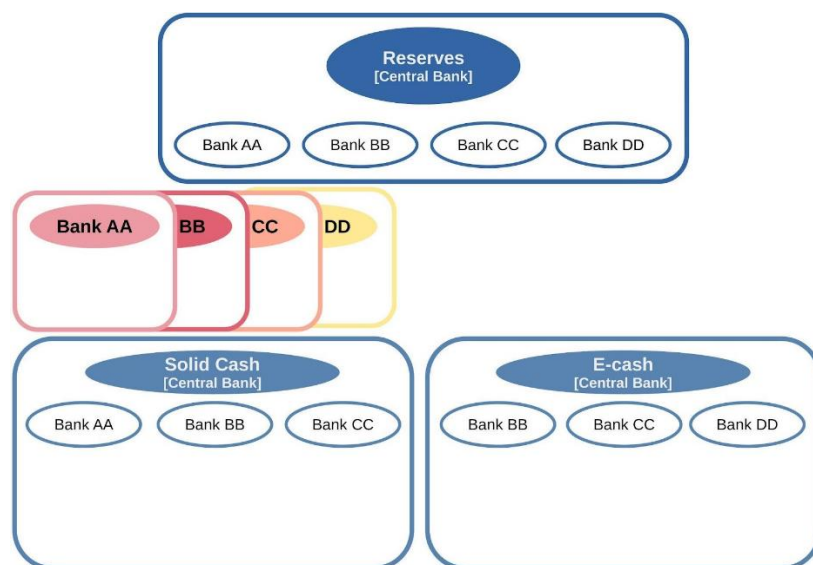 Reserves
[Central Bank]
Bank AA Bank BB Bank CC Bank DD
Bank AA BB CC DD
Solid Cash
[Central Bank]
Bank AA Bank BB Bank CC
E-cash
[Central Bank]
Bank BB Bank CC Bank DD